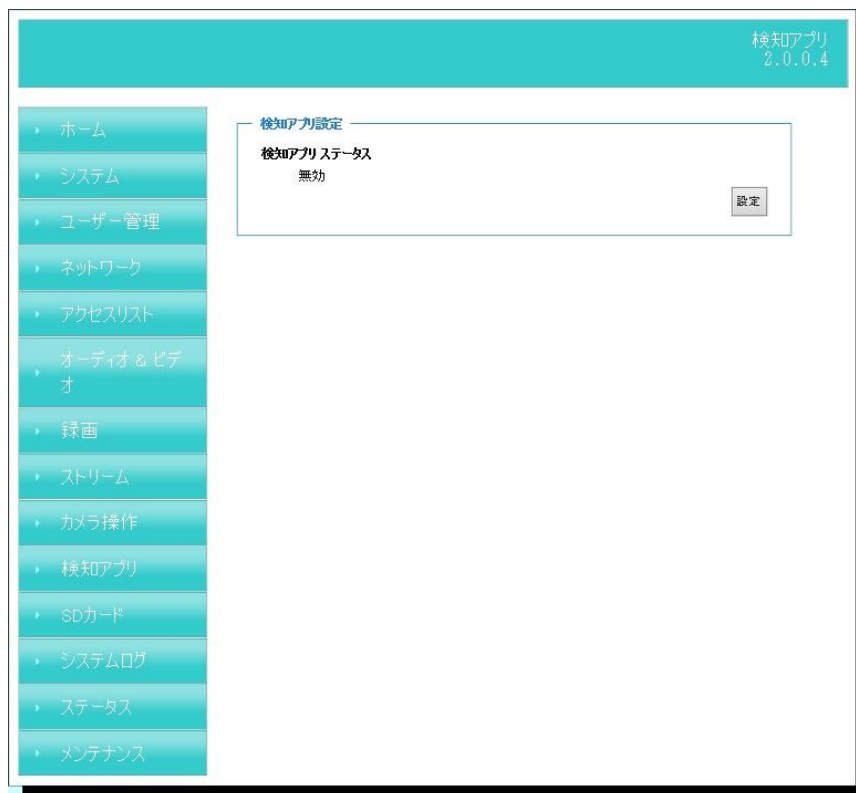 検知アプリ
2.0.0.4
ホーム
システム
ユーザー管理
ネットワーク
アクセスリスト
オーディオ & ビデ
オ
録画
ストリーム
カメラ操作
検知アプリ
SDカード
システムログ
ステータス
メンテナンス
検知アプリ設定
検知アプリ ステータス
無効
設定